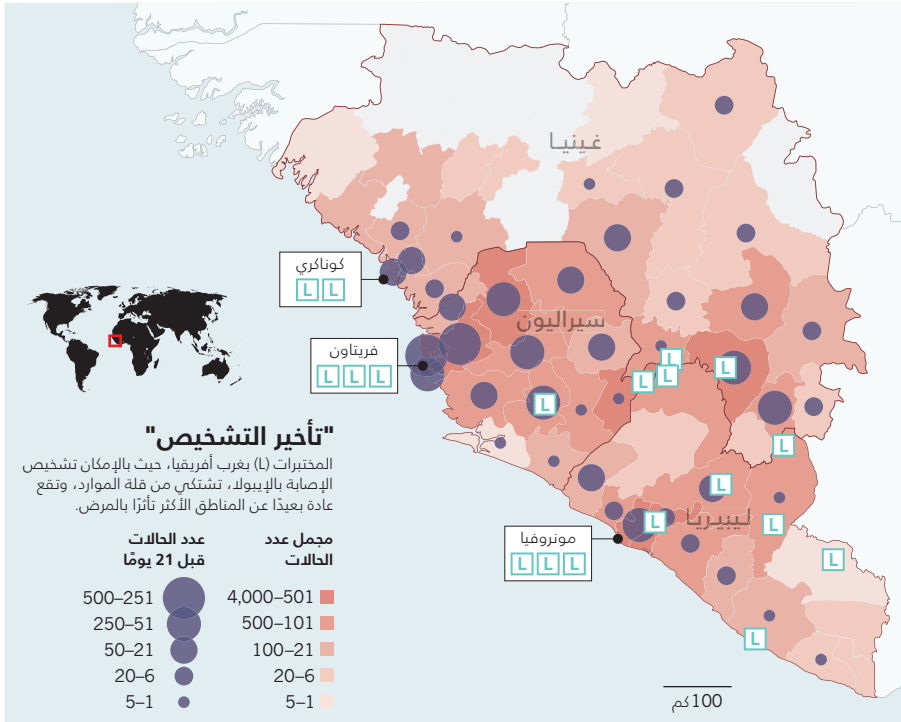 غينيا
كوناكري
L L
سيراليون
فريتاون
L L L
L
L
L
L
L
L
L
L
L
L
L
L
ليبيريا
مونروفيا
L L L
"تأخير التشخيص"
المختبرات (L) بغرب أفريقيا، حيث بالإمكان تشخيص
الإصابة بالإيبولا، تشتكي من قلة الموارد، وتقع
عادة بعيدًا عن المناطق الأكثر تأثرًا بالمرض.
مجمل عدد الحالات
4,000–501
500–101
100–21
20–6
5–1
عدد الحالات
قبل 21 يومًا
500–251
250–51
50–21
20–6
5–1
100كم